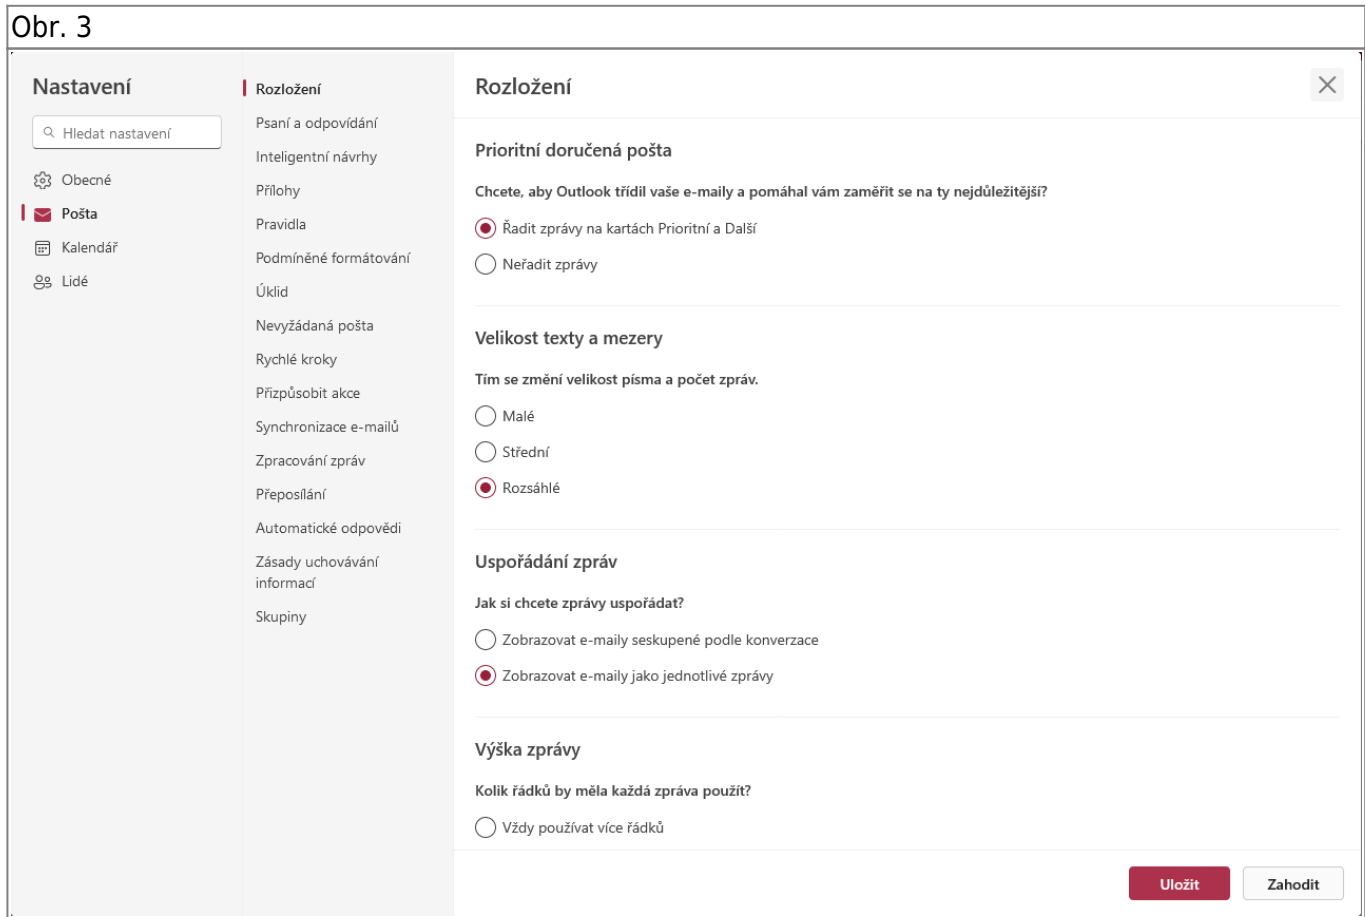 Obr. 3
Nastavení
Hledat nastavení
Obecné
Pošta
Kalendář
Lidé
Rozložení
Psaní a odpovídání
Inteligentní návrhy
Přílohy
Pravidla
Podmíněné formátování
Úklid
Nevyžádaná pošta
Rychlé kroky
Přizpůsobit akce
Synchronizace e-mailů
Zpracování zpráv
Přeposílání
Automatické odpovědi
Zásady uchovávání
informací
Skupiny
Rozložení
Prioritní doručená pošta
Chcete, aby Outlook třídil vaše e-maily a pomáhal vám zaměřit se na ty nejdůležitější?
Řadit zprávy na kartách Prioritní a Další
Neřadit zprávy
Velikost texty a mezery
Tím se změní velikost písma a počet zpráv.
Malé
Střední
Rozsáhlé
Uspořádání zpráv
Jak si chcete zprávy uspořádat?
Zobrazovat e-maily seskupené podle konverzace
Zobrazovat e-maily jako jednotlivé zprávy
Výška zprávy
Kolik řádků by měla každá zpráva použít?
Vždy používat více řádků
Uložit
Zahodit